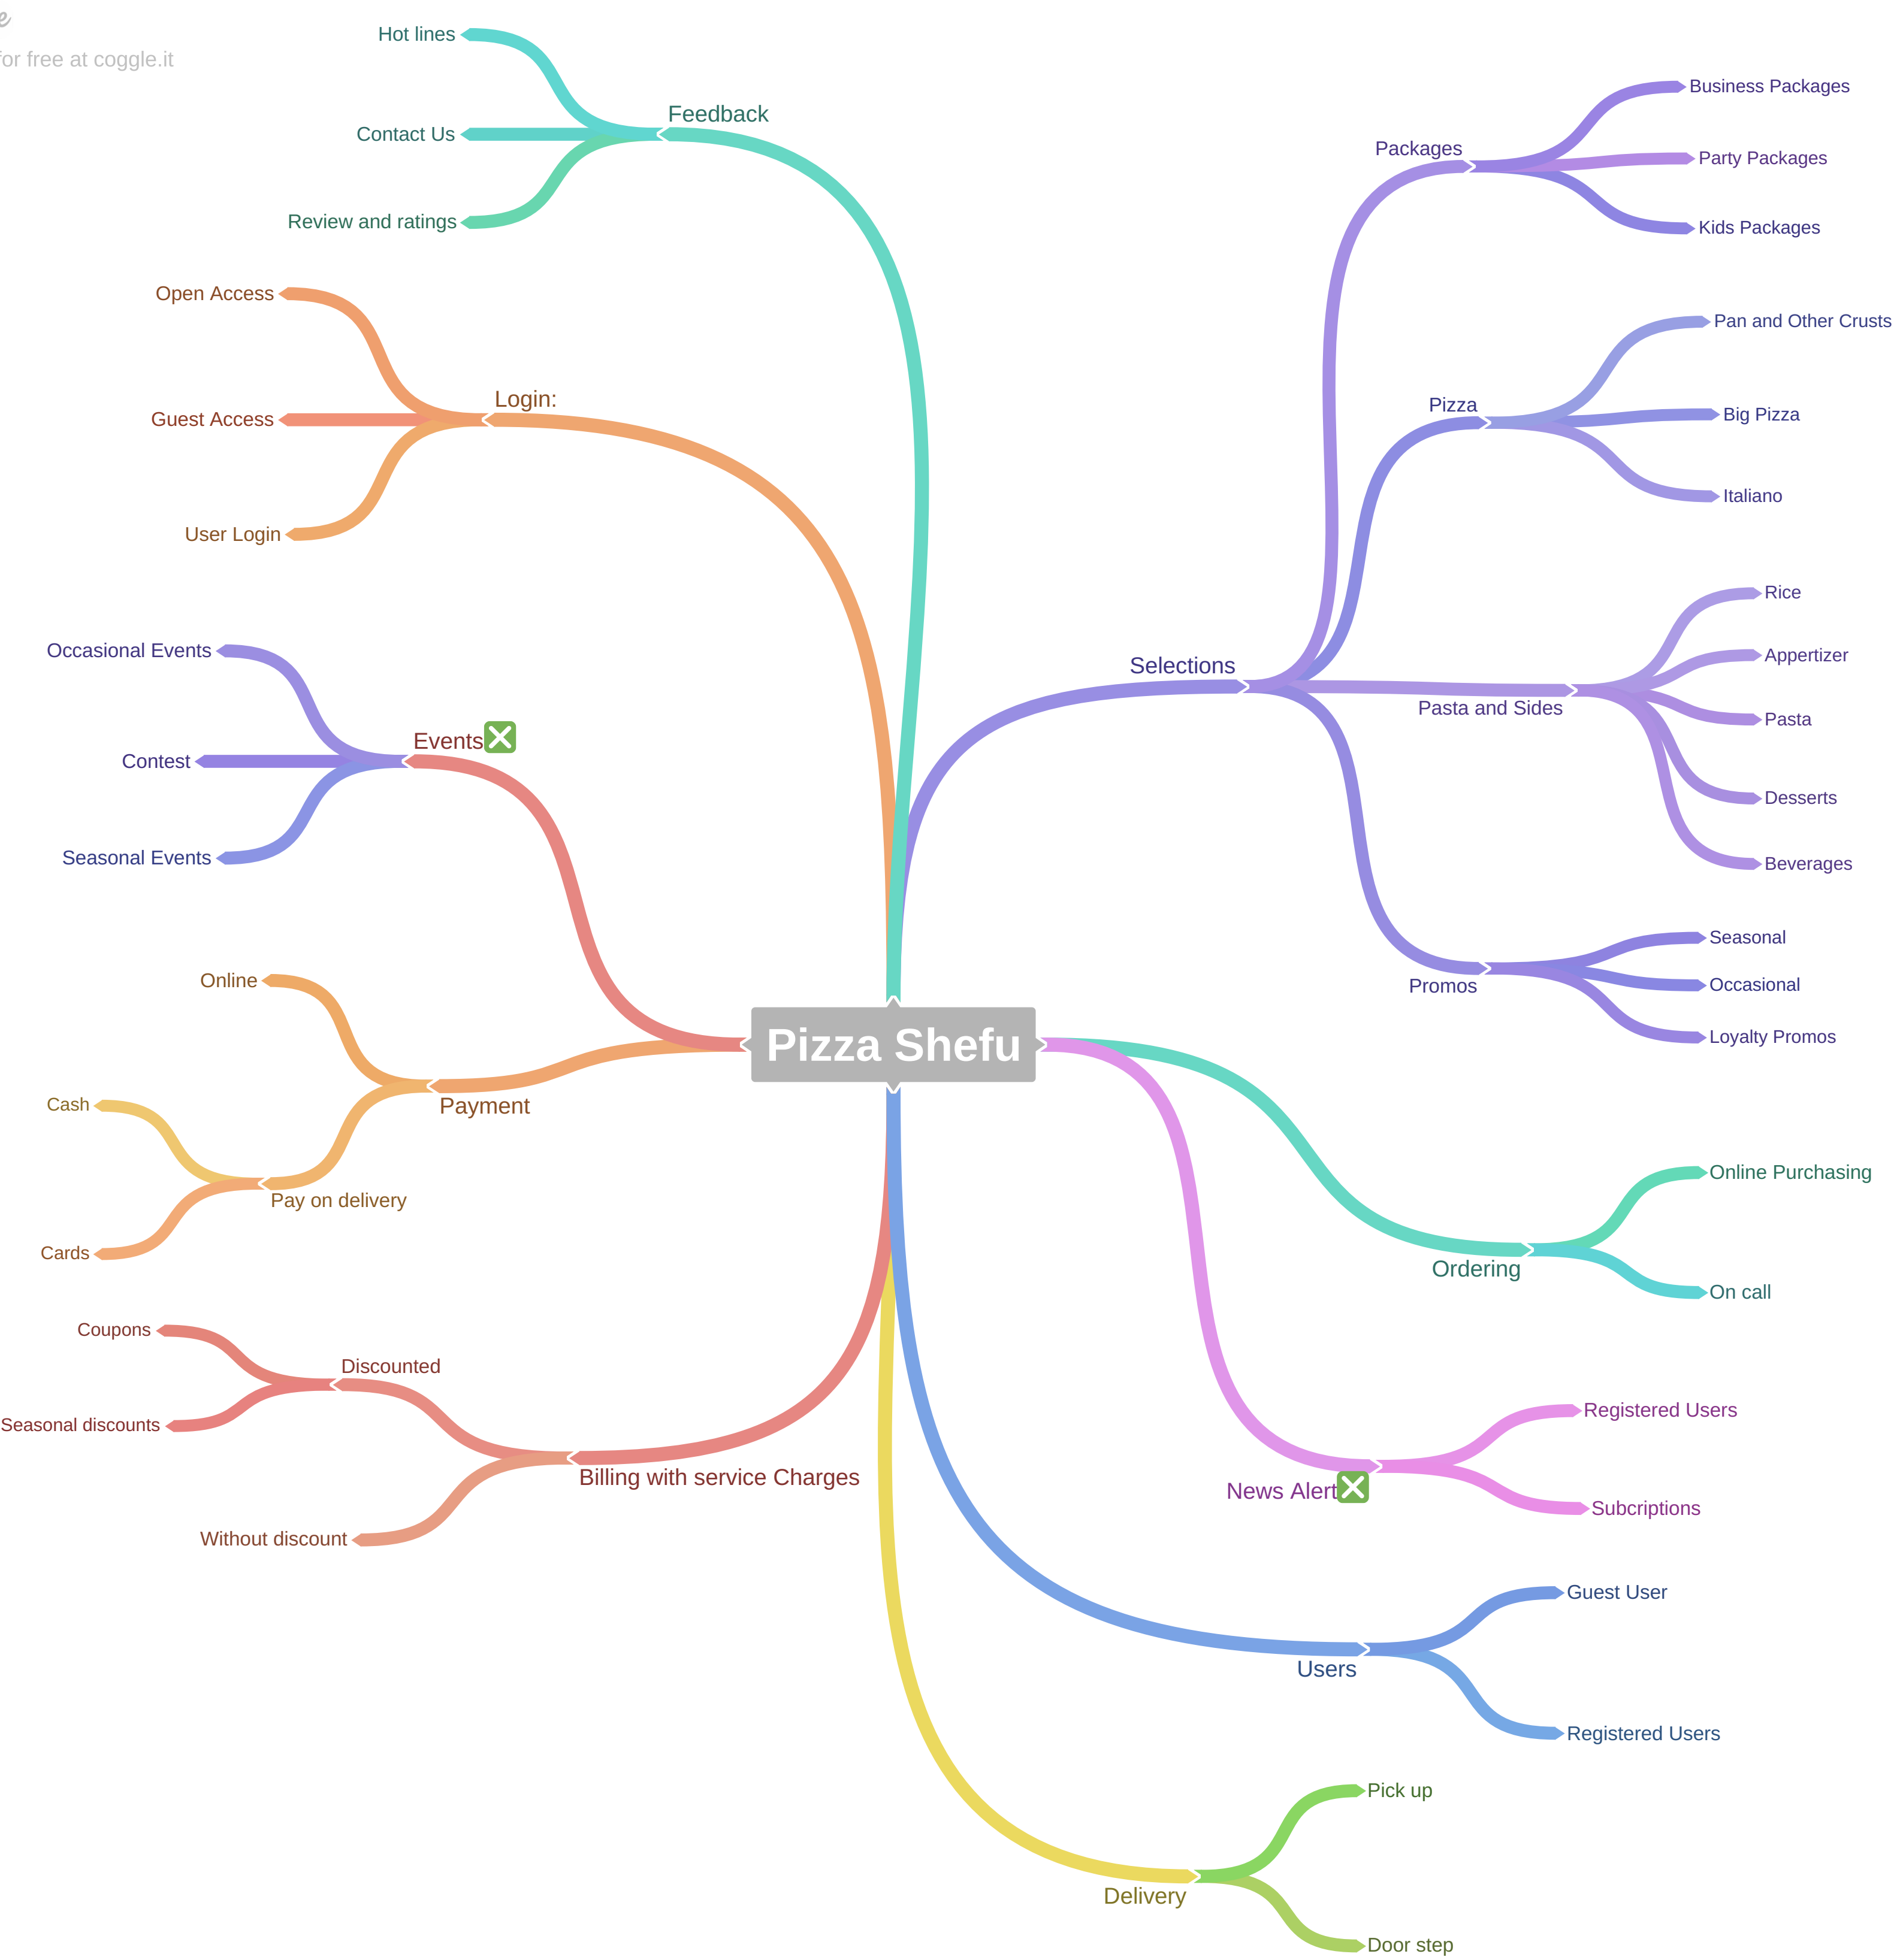 for free at coggle.it
Hot lines
Contact Us
Review and ratings
Feedback
Open Access
Guest Access
User Login
Login:
Occasional Events
Contest
Seasonal Events
Events
Online
Cash
Cards
Pay on delivery
Payment
Coupons
Seasonal discounts
Discounted
Without discount
Billing with service Charges
Pizza Shefu
Selections
Packages
Business Packages
Party Packages
Kids Packages
Pizza
Pan and Other Crusts
Big Pizza
Italiano
Pasta and Sides
Rice
Appertizer
Pasta
Desserts
Beverages
Promos
Seasonal
Occasional
Loyalty Promos
Ordering
Online Purchasing
On call
News Alert
Registered Users
Subcriptions
Users
Guest User
Registered Users
Delivery
Pick up
Door step